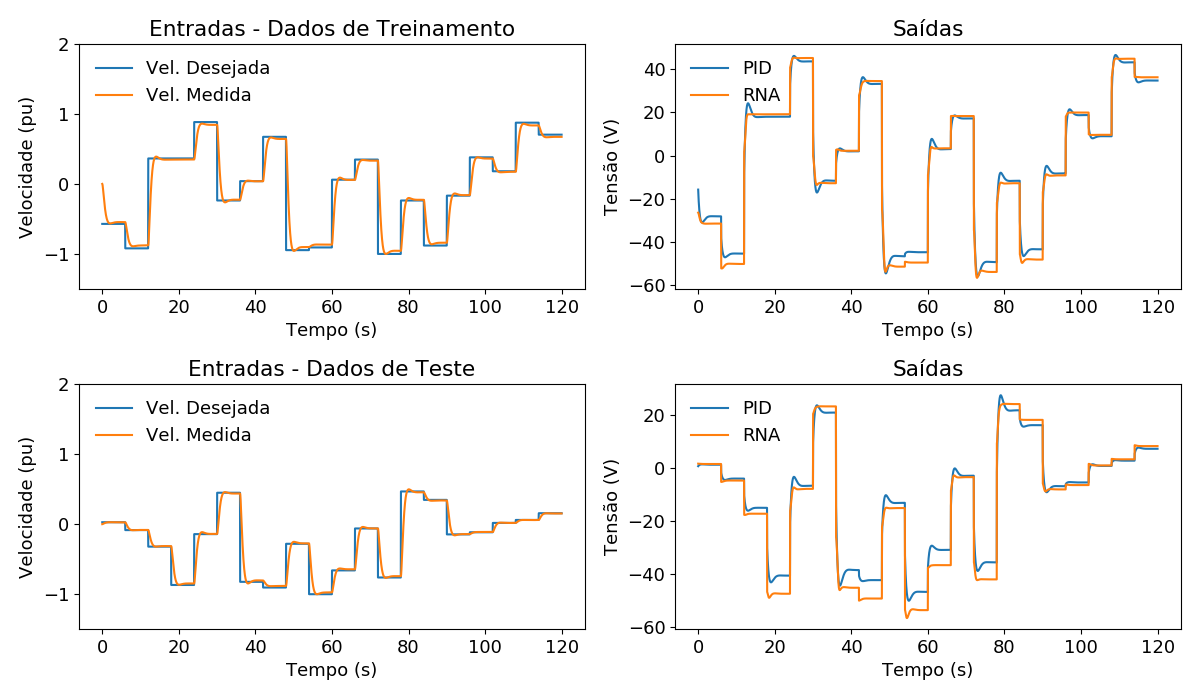 Entradas - Dados de Treinamento
2
1
0
−1
Velocidade (pu)
Vel. Desejada
Vel. Medida
0 20 40 60 80 100 120
Tempo (s)
Saídas
40
20
0
−20
−40
−60
Tensão (V)
PID
RNA
0 20 40 60 80 100 120
Tempo (s)
Entradas - Dados de Teste
2
1
0
−1
Velocidade (pu)
Vel. Desejada
Vel. Medida
0 20 40 60 80 100 120
Tempo (s)
Saídas
20
0
−20
−40
−60
Tensão (V)
PID
RNA
0 20 40 60 80 100 120
Tempo (s)